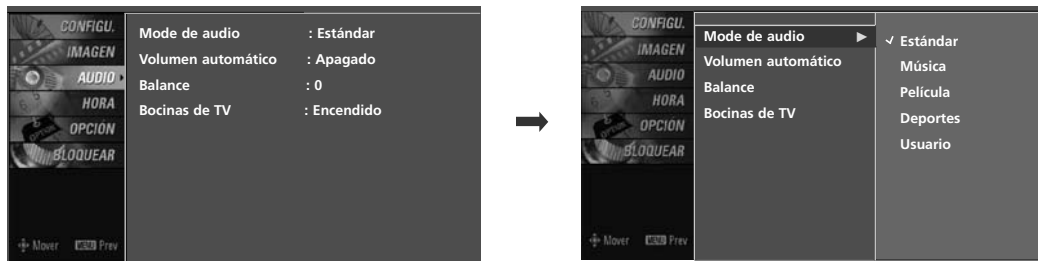 CONFIGU.
IMAGEN
AUDIO
HORA
OPCIÓN
BLOQUEAR
Mover MENU Prev
Mode de audio : Estándar
Volumen automático : Apagado
Balance : 0
Bocinas de TV : Encendido
CONFIGU.
IMAGEN
AUDIO
HORA
OPCIÓN
BLOQUEAR
Mover MENU Prev
Mode de audio
Volumen automático
Balance
Bocinas de TV
Estándar
Música
Película
Deportes
Usuario